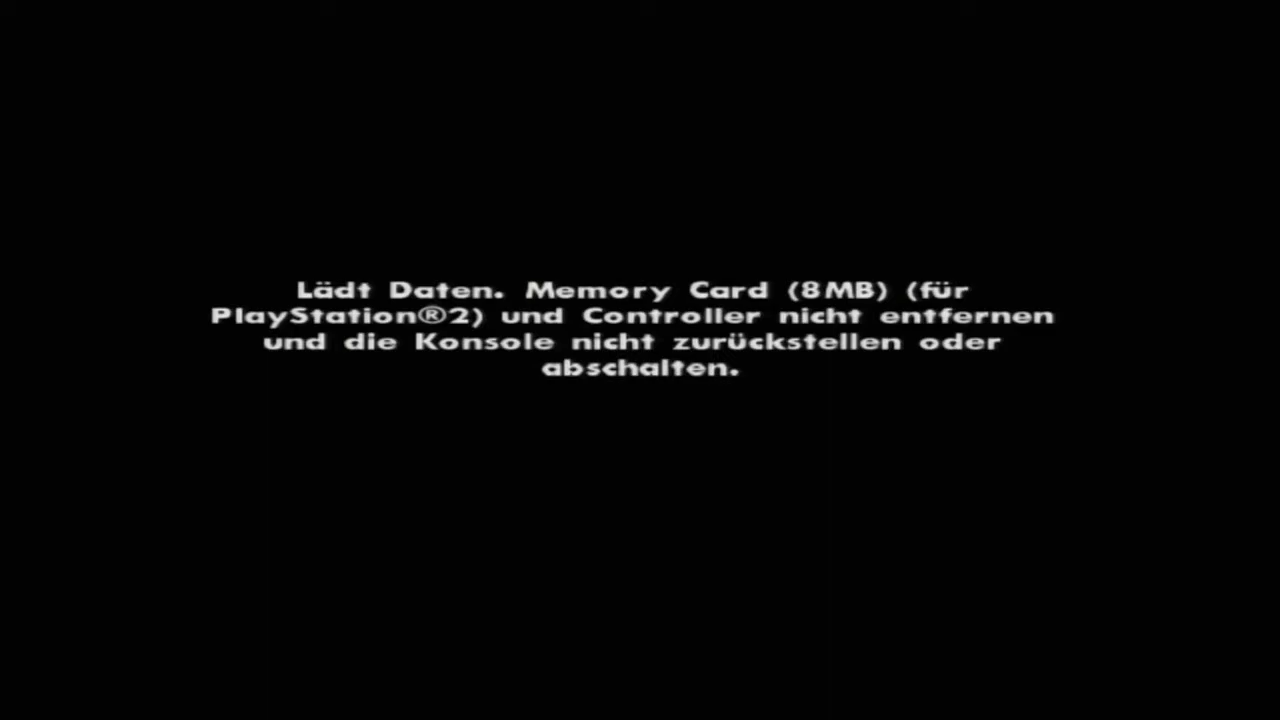 Lädt Daten. Memory Card (8MB) (für
PlayStation®2) und Controller nicht entfernen
und die Konsole nicht zurückstellen oder
abschalten.